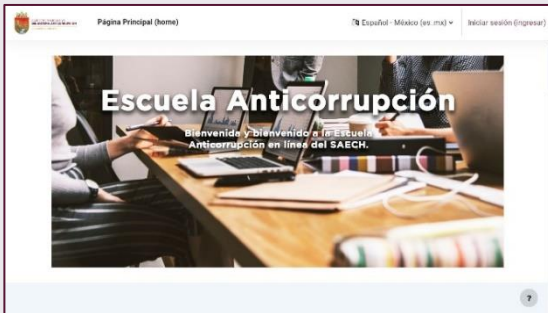 Página Principal (home)
Español - México (es_mx)
Iniciar sesión (ingresar)
Escuela Anticorrupción
Bienvenida y bienvenido a la Escuela
Anticorrupción en línea del SAECH.
?